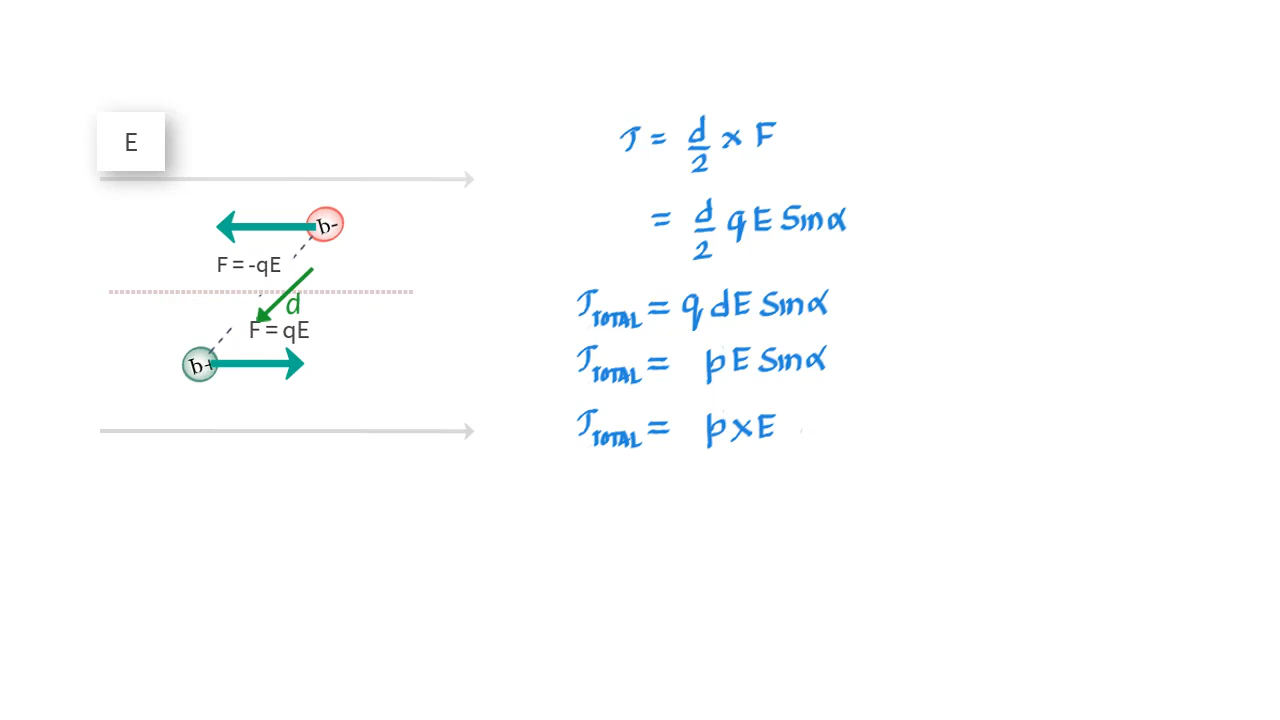 E
b-
F = -qE
d
F = qE
b+
τ = d/2 × F
= d/2 qE Sinα
τTOTAL = qdE Sinα
τTOTAL = pE Sinα
τTOTAL = p×E